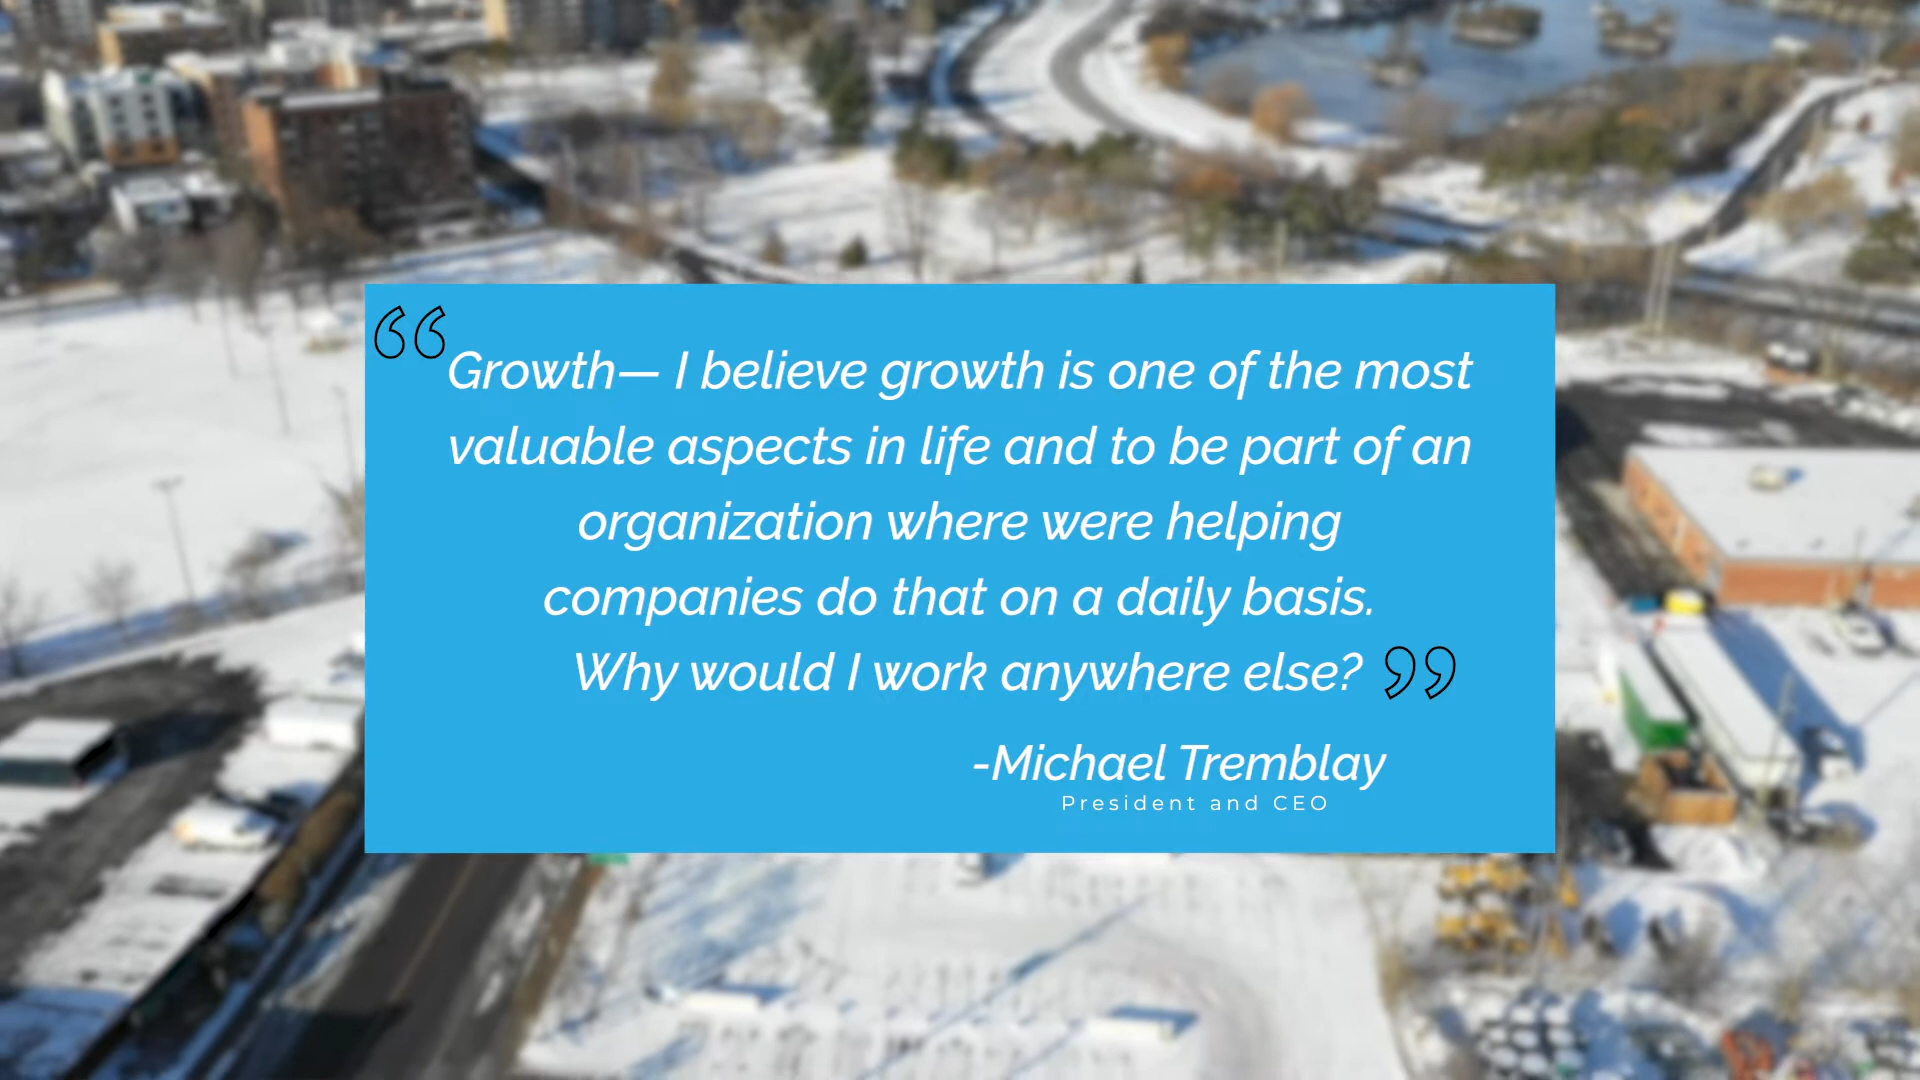 “Growth— I believe growth is one of the most
valuable aspects in life and to be part of an
organization where were helping
companies do that on a daily basis.
Why would I work anywhere else?”
-Michael Tremblay
President and CEO